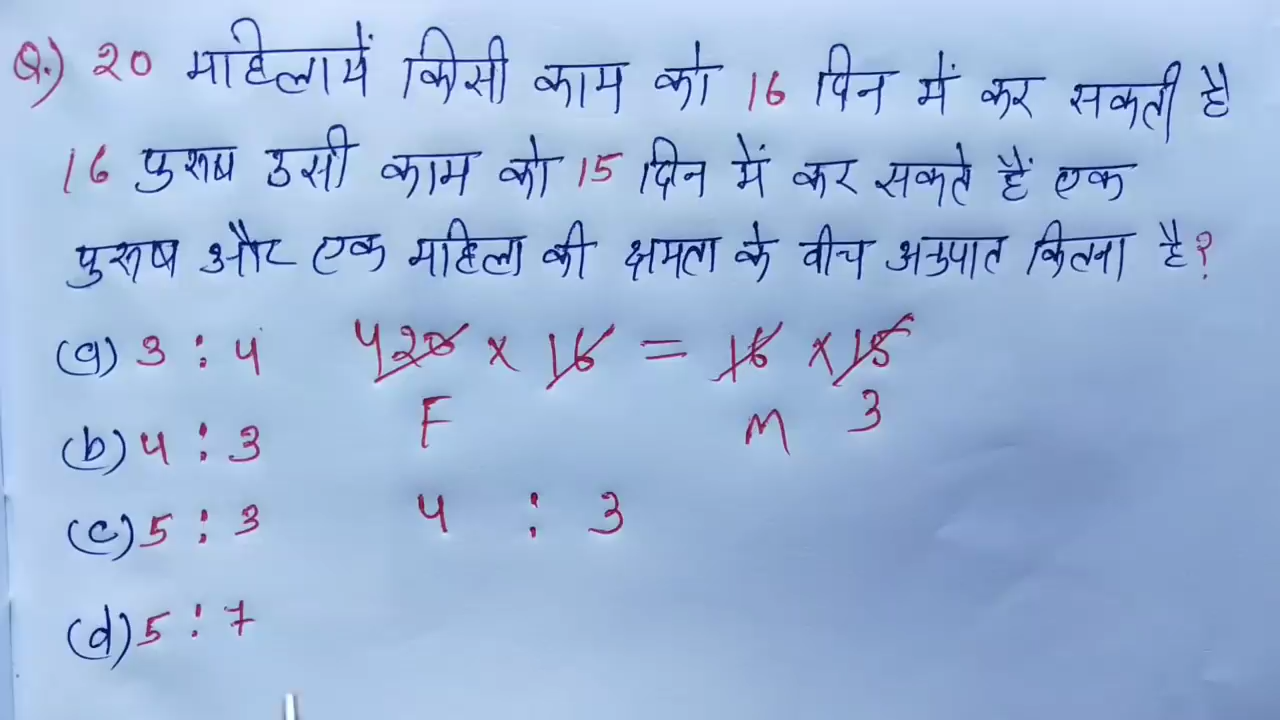 Q.) 20 महिलायें किसी काम को 16 दिन में कर सकती है
16 पुरुष उसी काम को 15 दिन में कर सकते हैं एक
पुरुष और एक महिला की क्षमता के बीच अनुपात कितना है?
(a) 3 : 4
4 20 × 16 = 16 × 15
F M 3
(b) 4 : 3
(c) 5 : 3
4 : 3
(d) 5 : 7